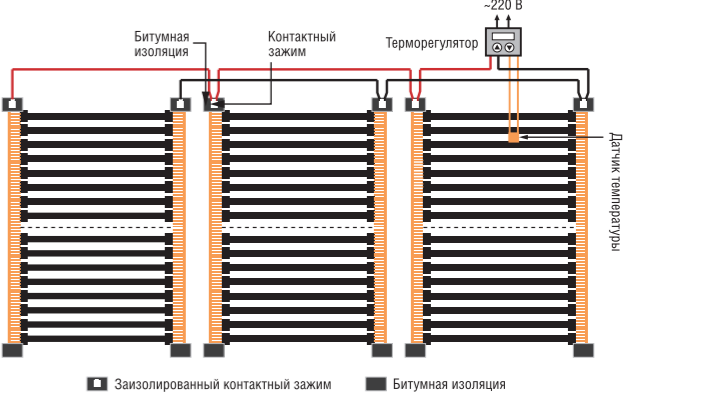 ~220 В
Битумная
изоляция
Контактный
зажим
Терморегулятор
Датчик температуры
Заизолированный контактный зажим
Битумная изоляция